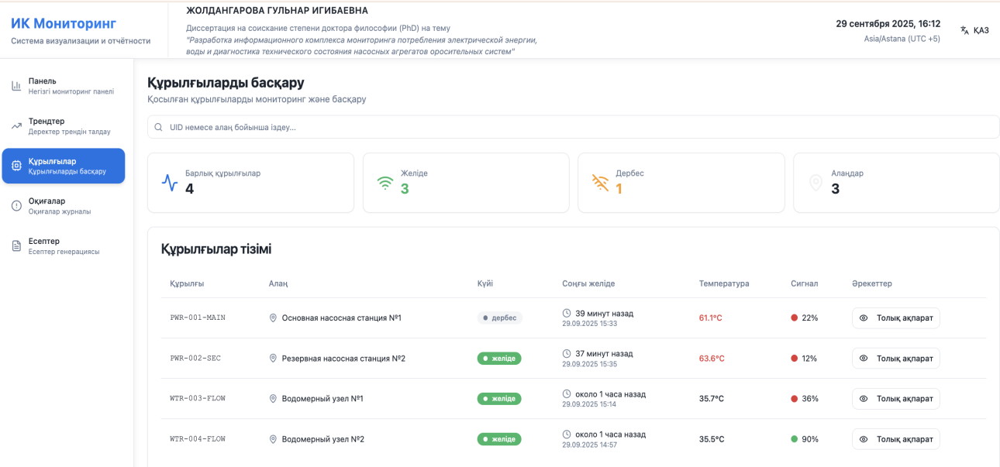 ИК Мониторинг
Система визуализации и отчётности
ЖОЛДАНГАРОВА ГУЛЬНАР ИГИБАЕВНА
Диссертация на соискание степени доктора философии (PhD) на тему
"Разработка информационного комплекса мониторинга потребления электрической энергии,
воды и диагностика технического состояния насосных агрегатов оросительных систем"
29 сентября 2025, 16:12
Asia/Astana (UTC +5)
ҚАЗ
Панель
Негізгі мониторинг панелі
Трендтер
Деректер трендін талдау
Құрылғылар
Құрылғыларды басқару
Оқиғалар
Оқиғалар журналы
Есептер
Есептер генерациясы
Құрылғыларды басқару
Қосылған құрылғыларды мониторинг және басқару
UID немесе алаң бойынша іздеу...
Барлық құрылғылар
4
Желіде
3
Дербес
1
Алаңдар
3
Құрылғылар тізімі
Құрылғы Алаң Күйі Соңғы желіде Температура Сигнал Әрекеттер
PWR-001-MAIN Основная насосная станция №1 дербес 39 минут назад 61.1°C 22% Толық ақпарат
29.09.2025 15:33
PWR-002-SEC Резервная насосная станция №2 желіде 37 минут назад 63.6°C 12% Толық ақпарат
29.09.2025 15:35
WTR-003-FLOW Водомерный узел №1 желіде около 1 часа назад 35.7°C 36% Толық ақпарат
29.09.2025 15:14
WTR-004-FLOW Водомерный узел №2 желіде около 1 часа назад 35.5°C 90% Толық ақпарат
29.09.2025 14:57